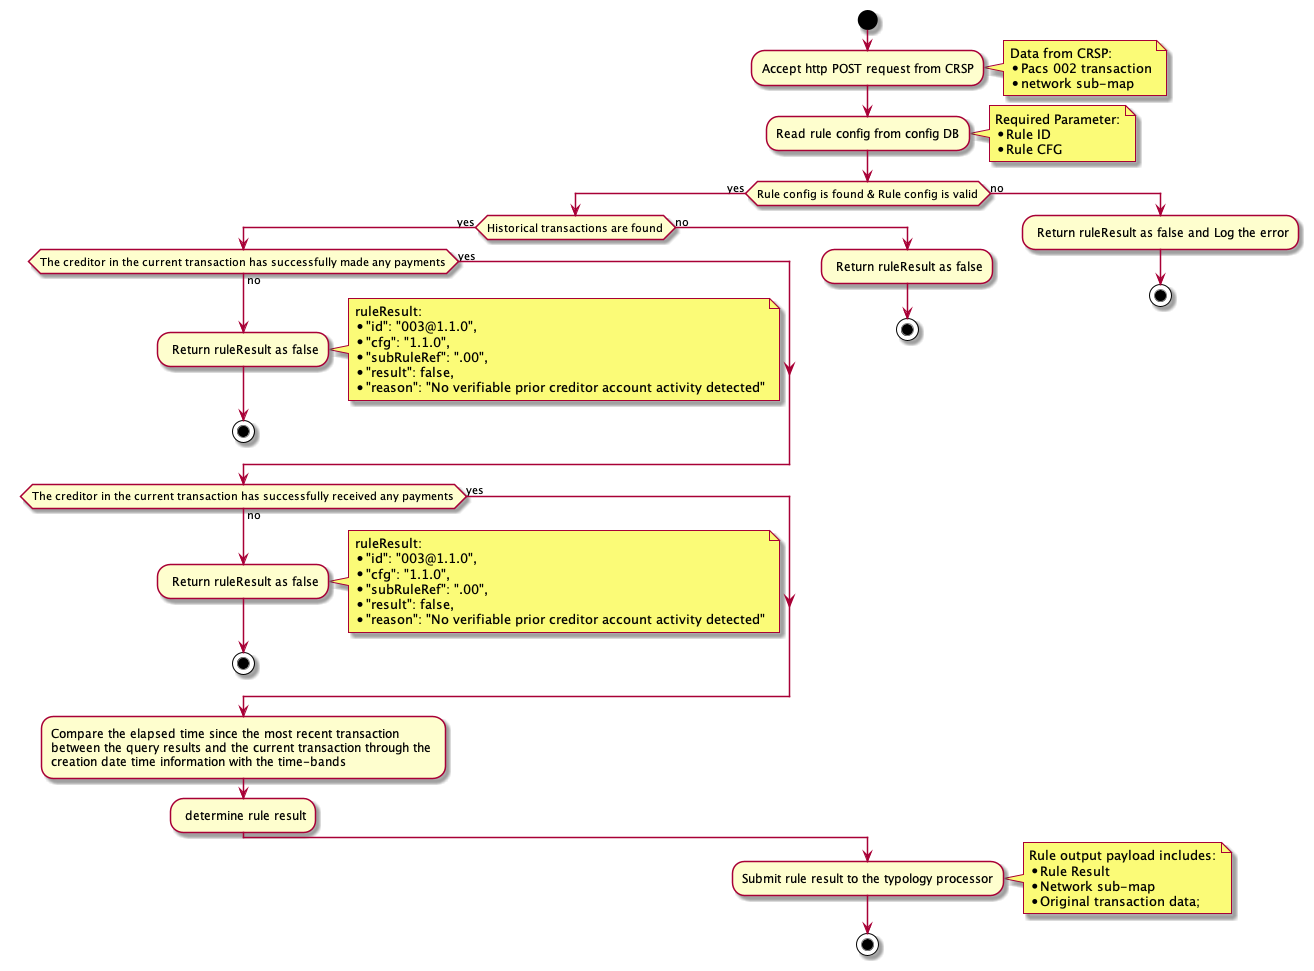 Accept http POST request from CRSP
Data from CRSP:
•Pacs 002 transaction
•network sub-map
Read rule config from config DB
Required Parameter:
•Rule ID
•Rule CFG
yes
Rule config is found & Rule config is valid
no
yes
Historical transactions are found
no
Return ruleResult as false and Log the error
The creditor in the current transaction has successfully made any payments
yes
no
Return ruleResult as false
Return ruleResult as false
ruleResult:
•"id": "003@1.1.0",
•"cfg": "1.1.0",
•"subRuleRef": ".00",
•"result": false,
•"reason": "No verifiable prior creditor account activity detected"
The creditor in the current transaction has successfully received any payments
yes
no
Return ruleResult as false
ruleResult:
•"id": "003@1.1.0",
•"cfg": "1.1.0",
•"subRuleRef": ".00",
•"result": false,
•"reason": "No verifiable prior creditor account activity detected"
Compare the elapsed time since the most recent transaction
between the query results and the current transaction through the
creation date time information with the time-bands
determine rule result
Submit rule result to the typology processor
Rule output payload includes:
•Rule Result
•Network sub-map
•Original transaction data;